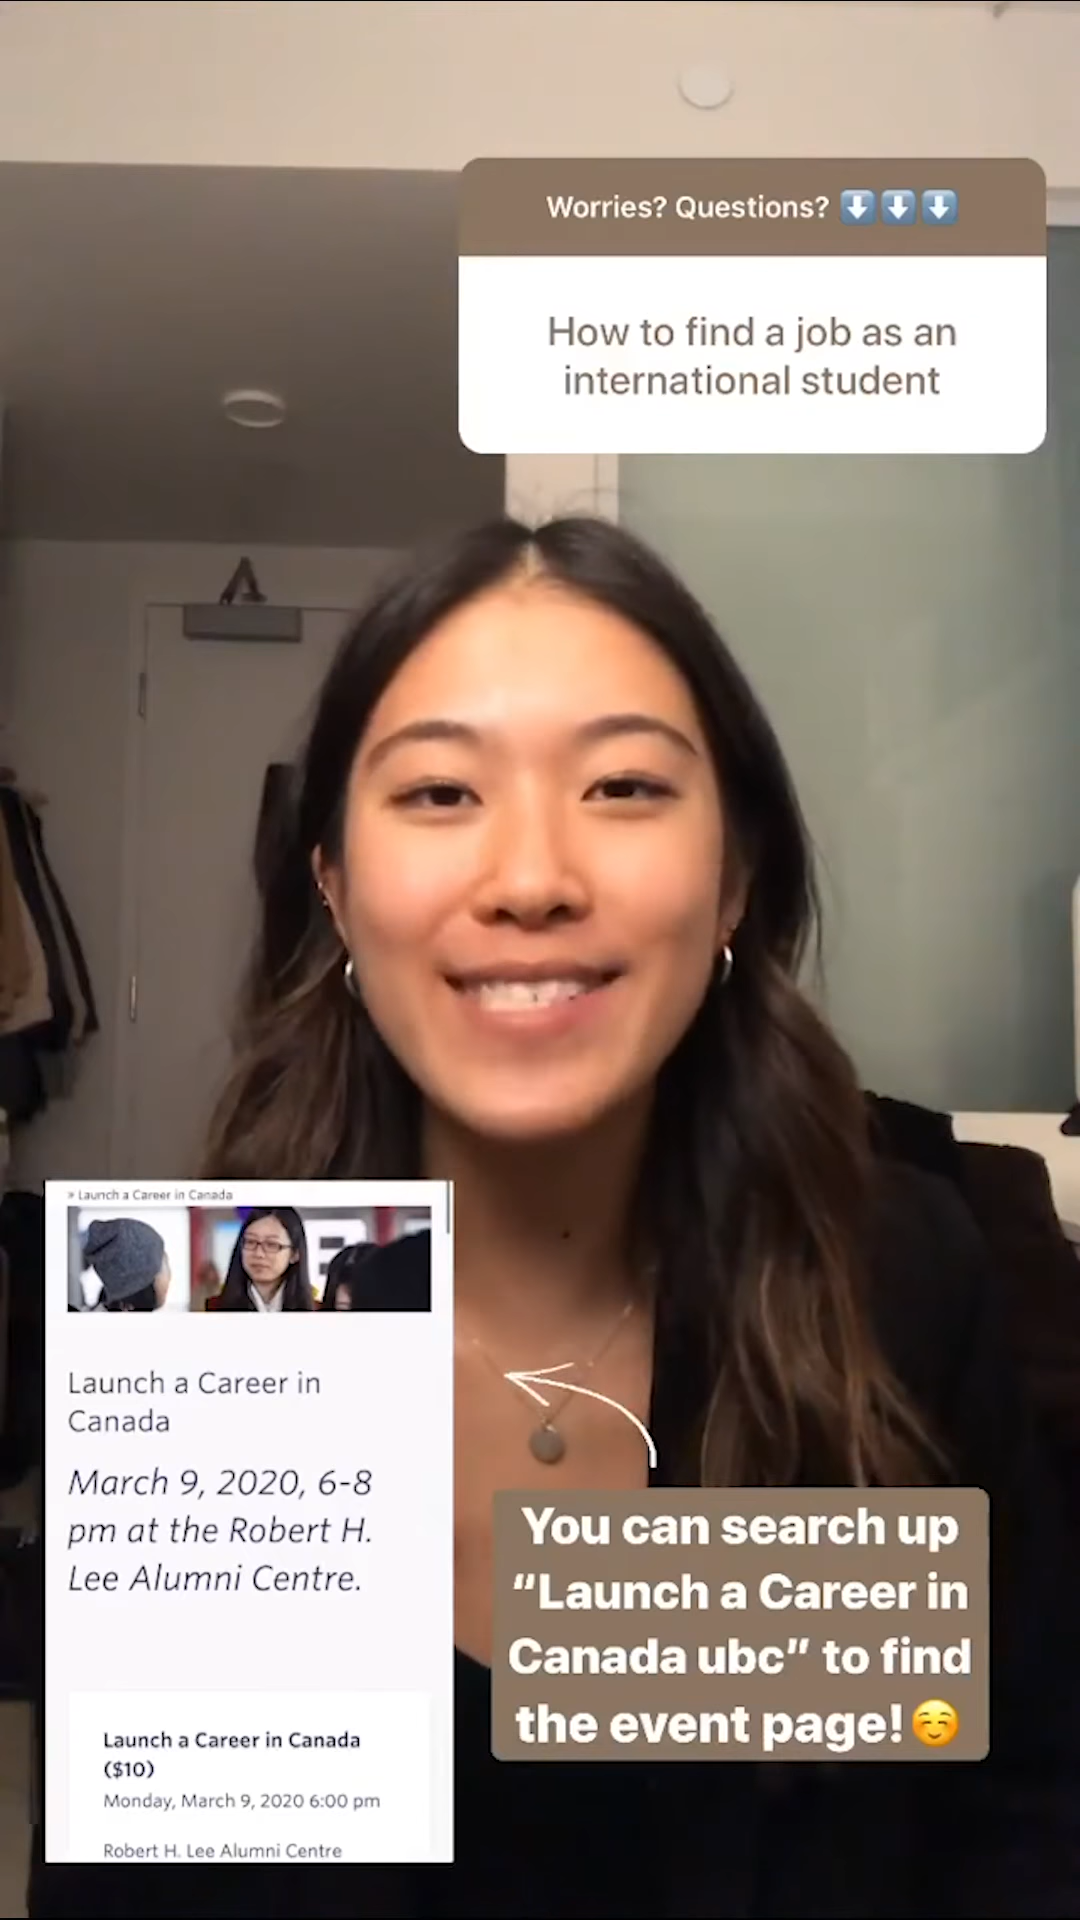 Worries? Questions? ⬇️⬇️⬇️
How to find a job as an
international student
» Launch a Career in Canada
Launch a Career in
Canada
March 9, 2020, 6-8
pm at the Robert H.
Lee Alumni Centre.
Launch a Career in Canada
($10)
Monday, March 9, 2020 6:00 pm
Robert H. Lee Alumni Centre
You can search up
“Launch a Career in
Canada ubc” to find
the event page!☺️